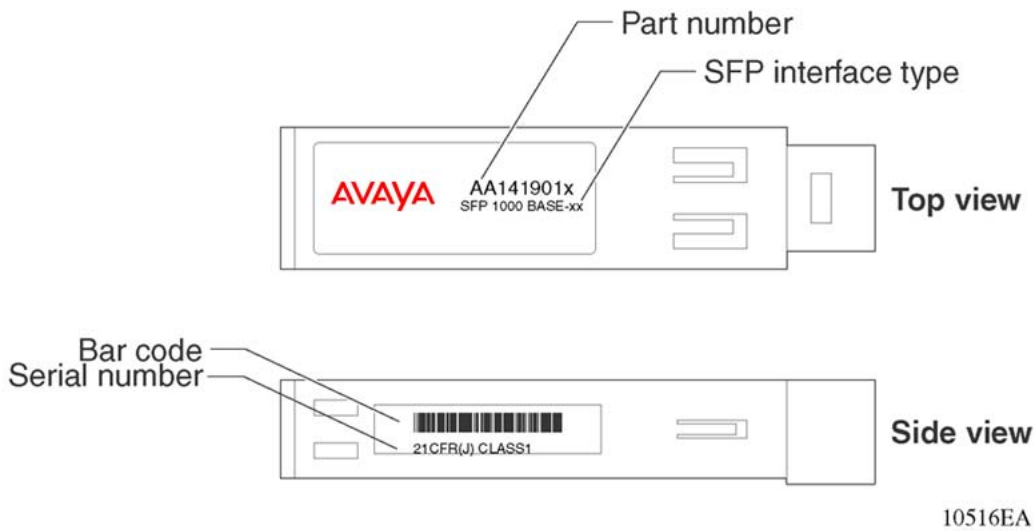 Part number
SFP interface type
AVAYA
AA141901x
SFP 1000 BASE-xx
Top view
Bar code
Serial number
21CFR(J) CLASS1
Side view
10516EA